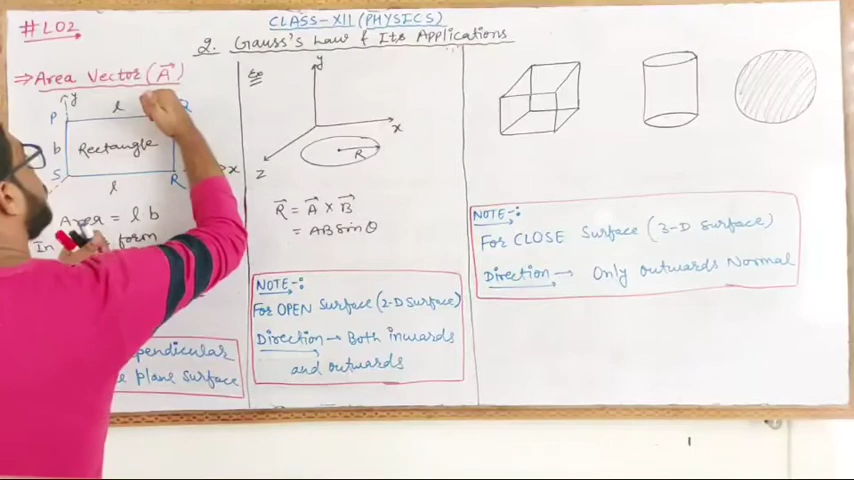 #L02
CLASS-XII (PHYSICS)
2. Gauss's Law & Its Applications
⇒ Area Vector (A⃗)
y
l
Q
P
b
Rectangle
S
l
R
x
Area = l b
In form
perpendicular
plane surface
y
x
z
R
R⃗ = A⃗ × B⃗
= AB sin θ
NOTE-:
For OPEN Surface (2-D Surface)
Direction → Both inwards
and outwards
NOTE-:
For CLOSE Surface (3-D Surface)
Direction → Only outwards Normal